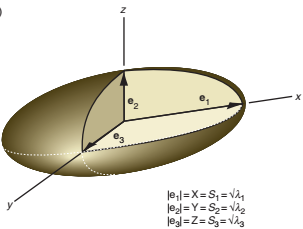 )
z
x
e₂
e₁
e₃
y
|e₁| = X = S₁ = √λ₁
|e₂| = Y = S₂ = √λ₂
|e₃| = Z = S₃ = √λ₃